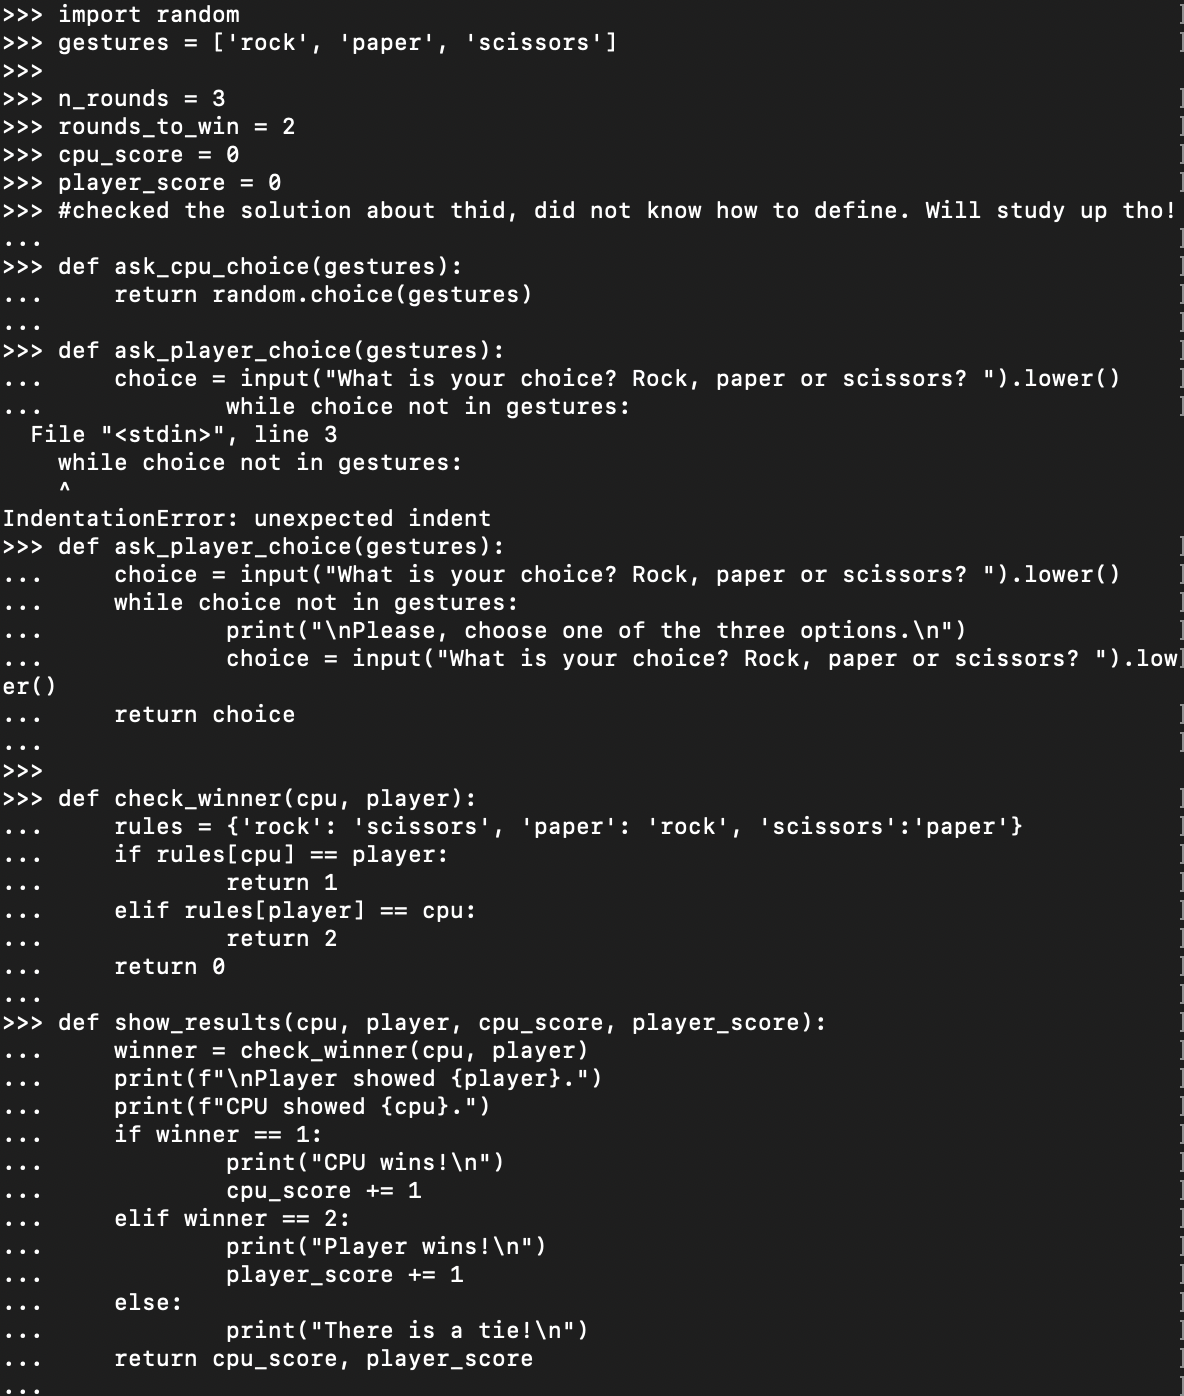 >>> import random
>>> gestures = ['rock', 'paper', 'scissors']
>>>
>>> n_rounds = 3
>>> rounds_to_win = 2
>>> cpu_score = 0
>>> player_score = 0
>>> #checked the solution about thid, did not know how to define. Will study up tho!
...
>>> def ask_cpu_choice(gestures):
...     return random.choice(gestures)
...
>>> def ask_player_choice(gestures):
...     choice = input("What is your choice? Rock, paper or scissors? ").lower()
...             while choice not in gestures:
  File "<stdin>", line 3
    while choice not in gestures:
    ^
IndentationError: unexpected indent
>>> def ask_player_choice(gestures):
...     choice = input("What is your choice? Rock, paper or scissors? ").lower()
...     while choice not in gestures:
...             print("\nPlease, choose one of the three options.\n")
...             choice = input("What is your choice? Rock, paper or scissors? ").low
er()
...     return choice
...
>>>
>>> def check_winner(cpu, player):
...     rules = {'rock': 'scissors', 'paper': 'rock', 'scissors':'paper'}
...     if rules[cpu] == player:
...             return 1
...     elif rules[player] == cpu:
...             return 2
...     return 0
...
>>> def show_results(cpu, player, cpu_score, player_score):
...     winner = check_winner(cpu, player)
...     print(f"\nPlayer showed {player}.")
...     print(f"CPU showed {cpu}.")
...     if winner == 1:
...             print("CPU wins!\n")
...             cpu_score += 1
...     elif winner == 2:
...             print("Player wins!\n")
...             player_score += 1
...     else:
...             print("There is a tie!\n")
...     return cpu_score, player_score
...